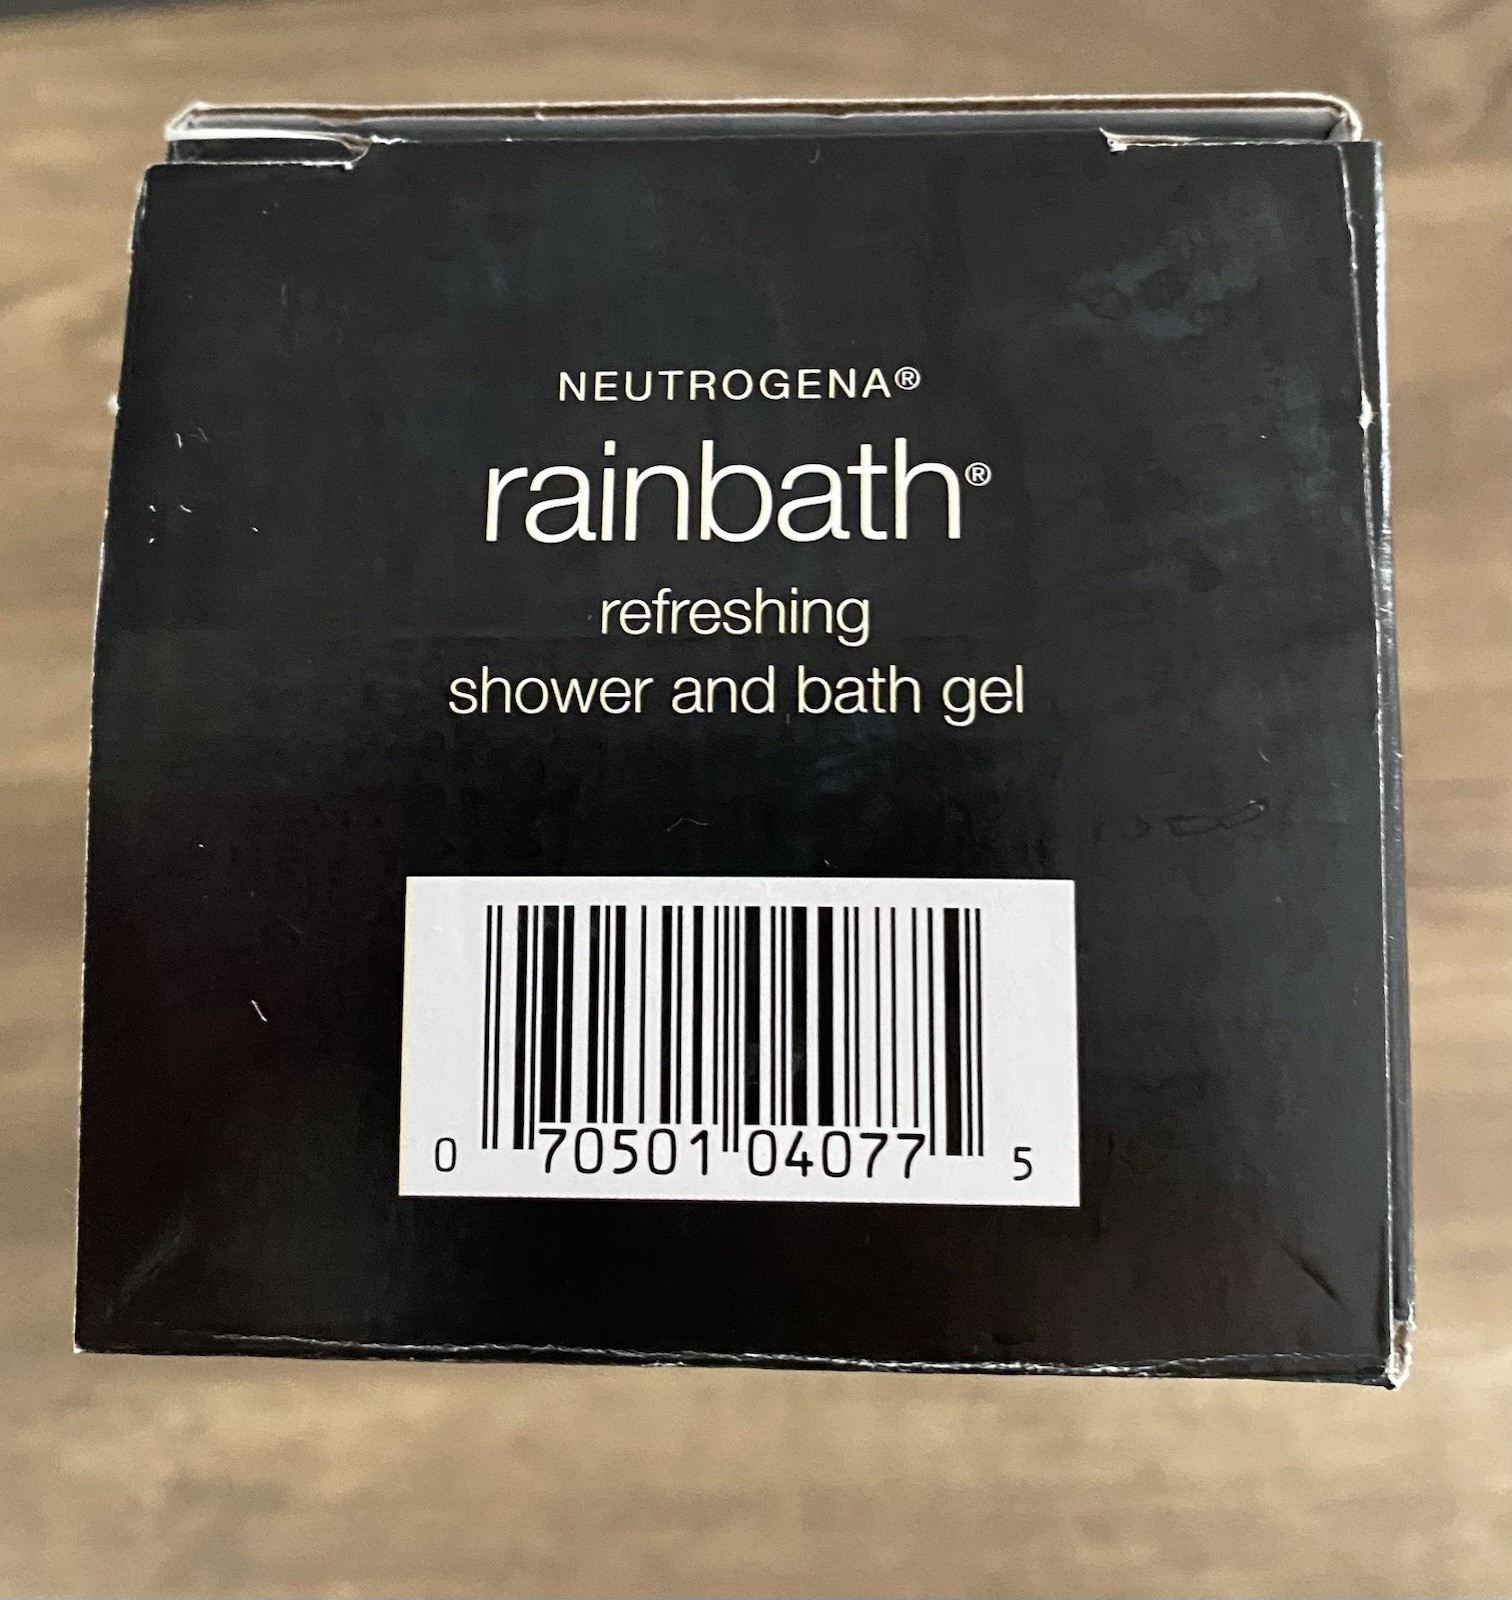 NEUTROGENA®
rainbath®
refreshing
shower and bath gel
0 70501 04077 5